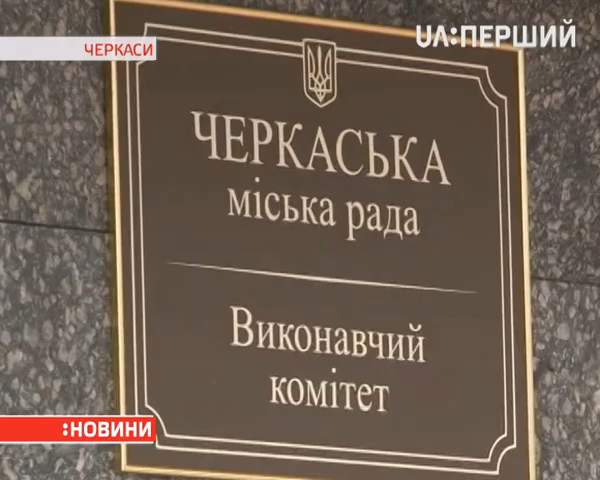 ЧЕРКАСИ
UA:ПЕРШИЙ
ЧЕРКАСЬКА
міська рада
Виконавчий
комітет
:НОВИНИ